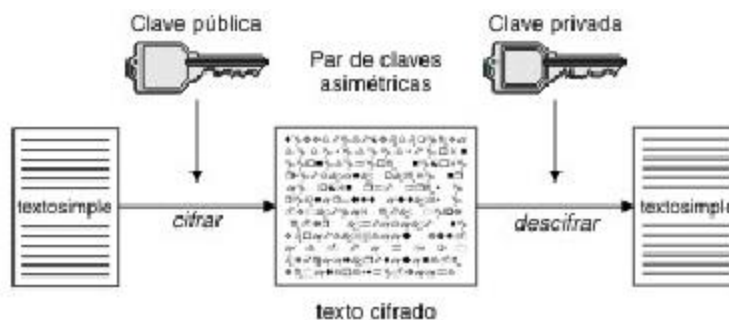 Clave pública
Clave privada
Par de claves
asimétricas
textosimple
cifrar
descifrar
textosimple
texto cifrado